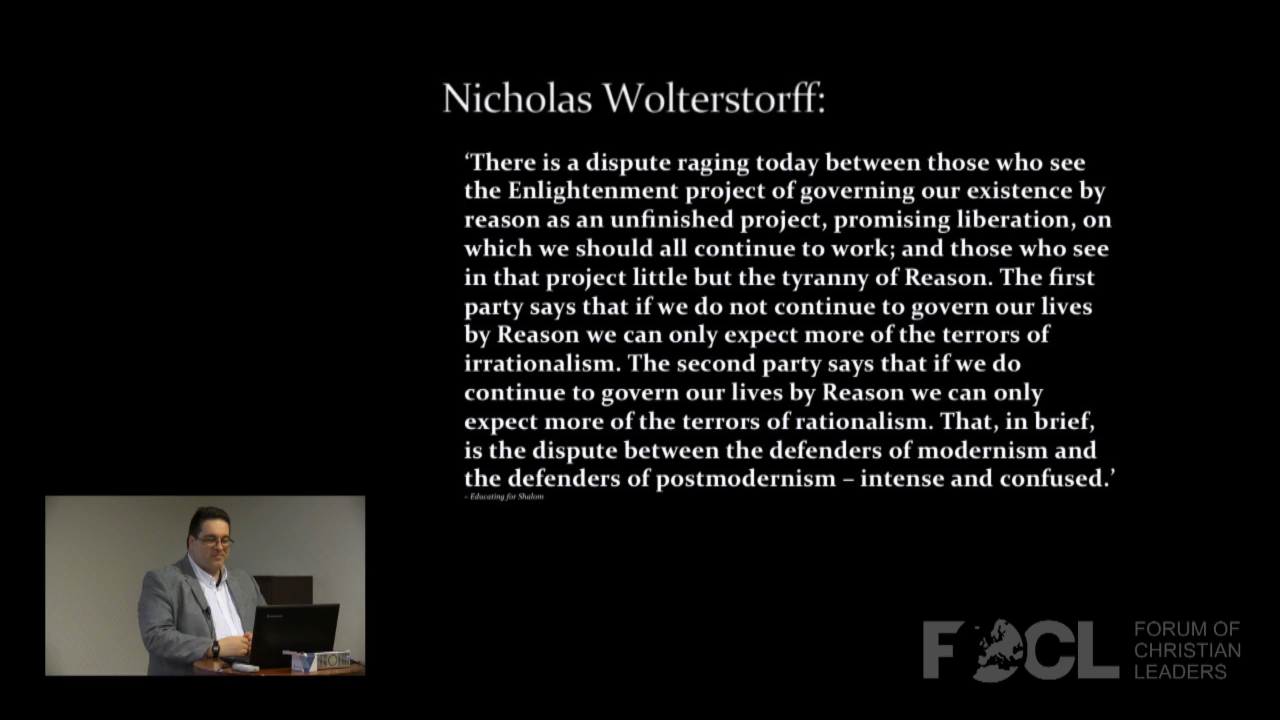 Nicholas Wolterstorff:
‘There is a dispute raging today between those who see
the Enlightenment project of governing our existence by
reason as an unfinished project, promising liberation, on
which we should all continue to work; and those who see
in that project little but the tyranny of Reason. The first
party says that if we do not continue to govern our lives
by Reason we can only expect more of the terrors of
irrationalism. The second party says that if we do
continue to govern our lives by Reason we can only
expect more of the terrors of rationalism. That, in brief,
is the dispute between the defenders of modernism and
the defenders of postmodernism – intense and confused.’
– Educating for Shalom
FOCL
FORUM OF
CHRISTIAN
LEADERS